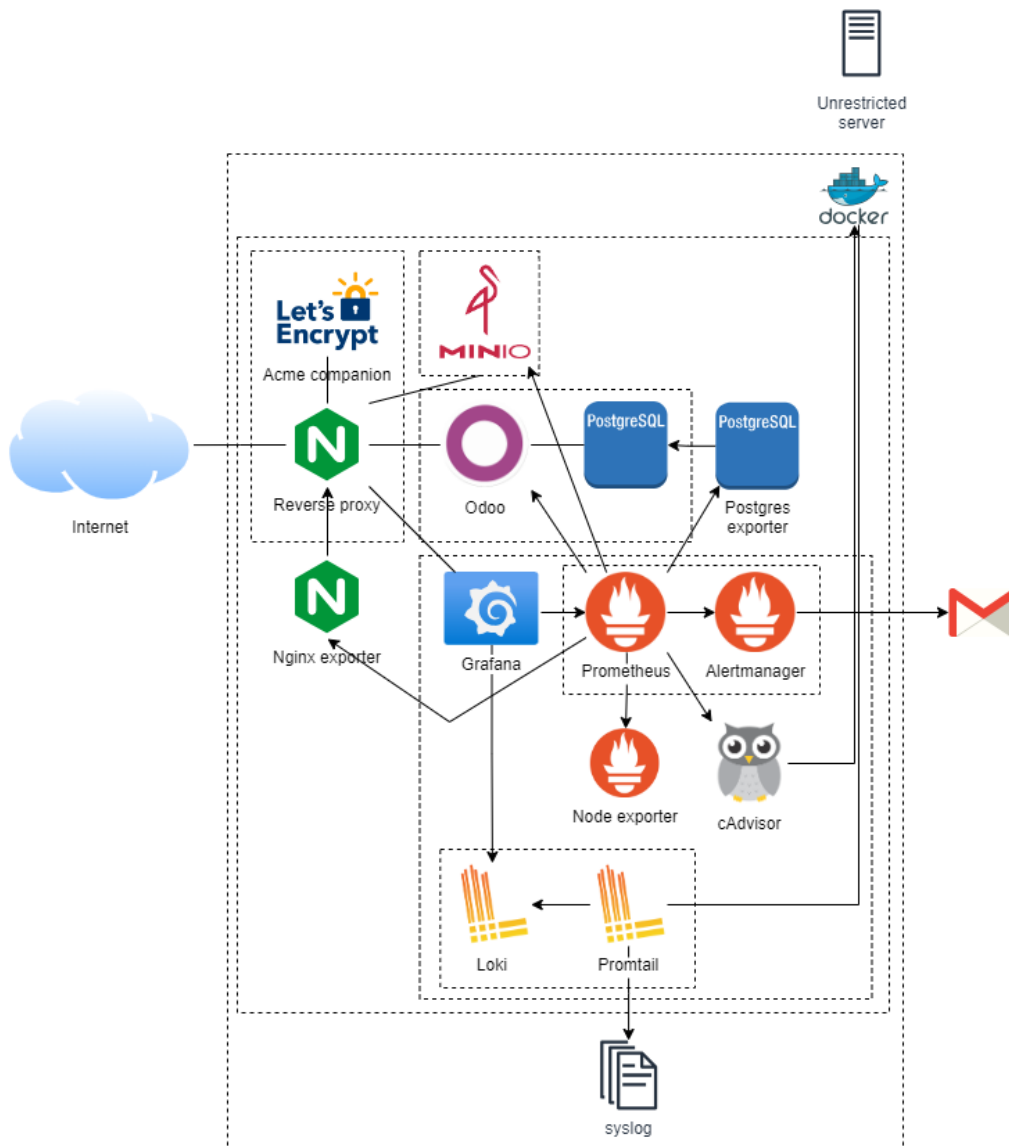 Unrestricted
server
docker
Let's
Encrypt
Acme companion
MINIO
PostgreSQL
PostgreSQL
Internet
Reverse proxy
Odoo
Postgres
exporter
Nginx exporter
Grafana
Prometheus
Alertmanager
Node exporter
cAdvisor
Loki
Promtail
syslog